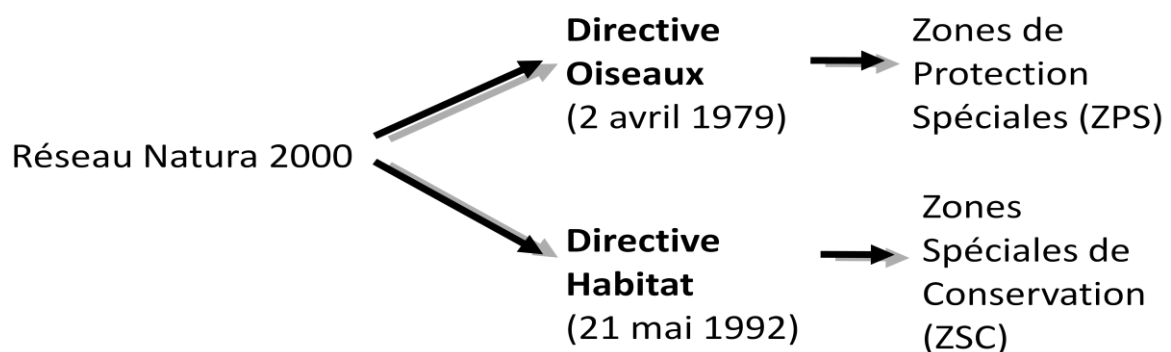 Réseau Natura 2000
Directive
Oiseaux
(2 avril 1979)
Zones de
Protection
Spéciales (ZPS)
Directive
Habitat
(21 mai 1992)
Zones
Spéciales de
Conservation
(ZSC)